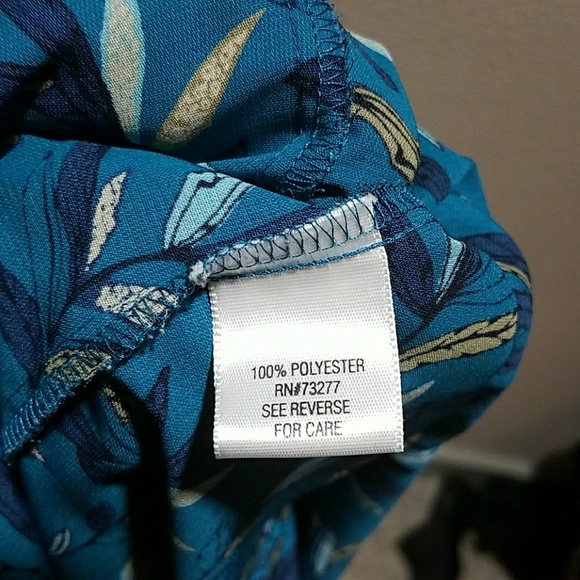 100% POLYESTER
RN#73277
SEE REVERSE
FOR CARE